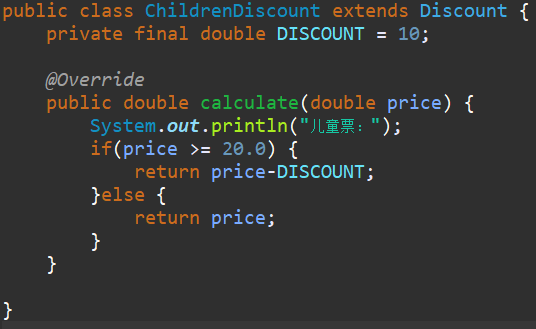 public class ChildrenDiscount extends Discount {
    private final double DISCOUNT = 10;
    @Override
    public double calculate(double price) {
        System.out.println("儿童票：");
        if(price >= 20.0) {
            return price-DISCOUNT;
        }else {
            return price;
        }
    }
}